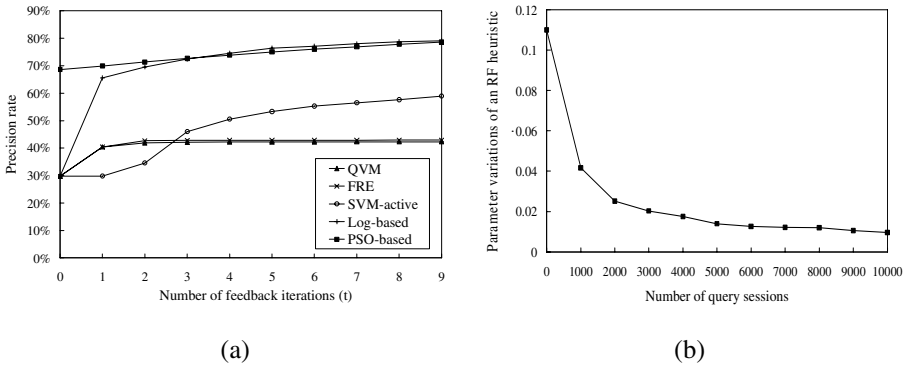 90%
80%
70%
60%
50%
40%
30%
20%
10%
0%
Precision rate
QVM
FRE
SVM-active
Log-based
PSO-based
0 1 2 3 4 5 6 7 8 9
Number of feedback iterations (t)
(a)
0.12
0.1
0.08
0.06
0.04
0.02
0
Parameter variations of an RF heuristic
0 1000 2000 3000 4000 5000 6000 7000 8000 9000 10000
Number of query sessions
(b)